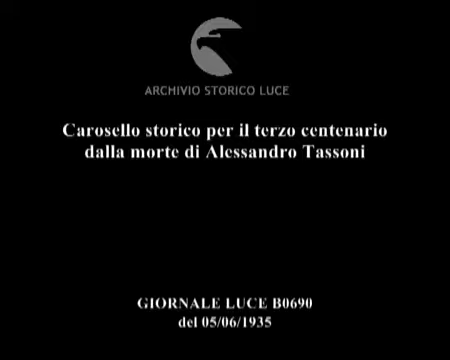 ARCHIVIO STORICO LUCE
Carosello storico per il terzo centenario
dalla morte di Alessandro Tassoni
GIORNALE LUCE B0690
del 05/06/1935